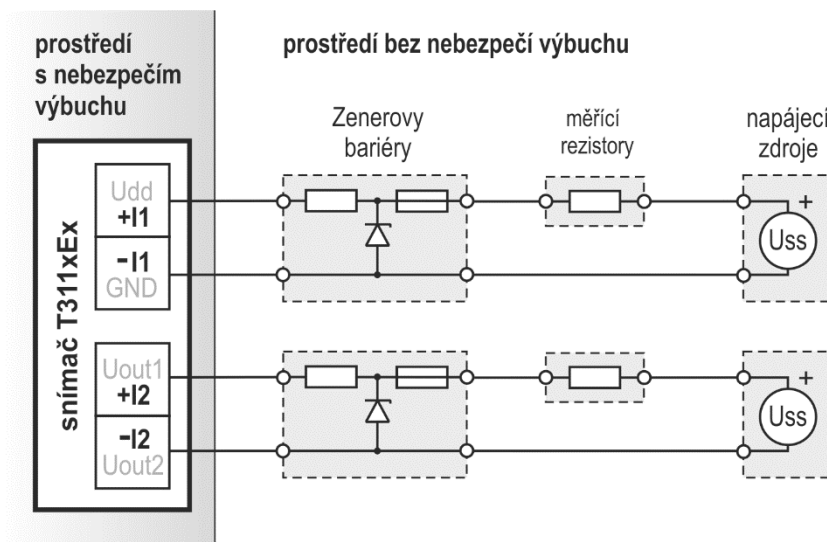 prostředí
s nebezpečím
výbuchu
prostředí bez nebezpečí výbuchu
Zenerovy
bariéry
měřící
rezistory
napájecí
zdroje
snímač T311xEx
Udd
+I1
-I1
GND
+
Uss
Uout1
+I2
-I2
Uout2
+
Uss